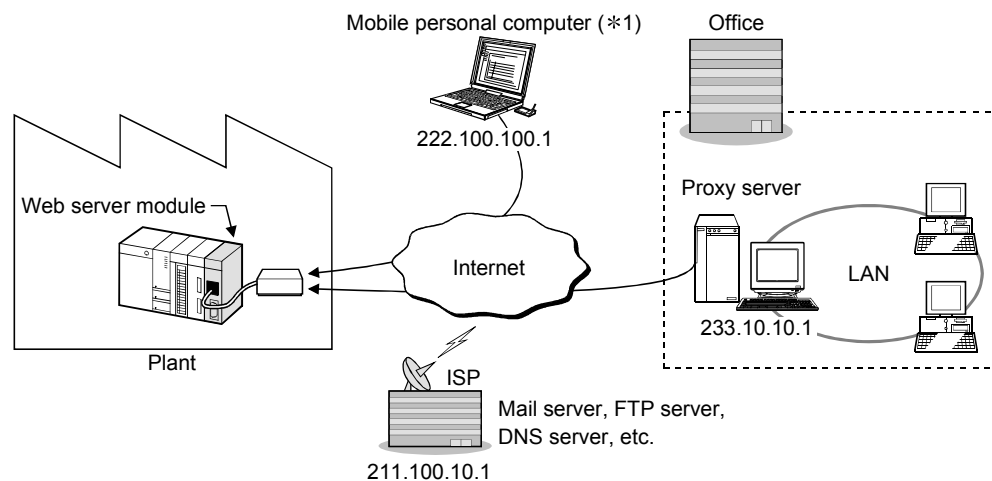 Mobile personal computer (∗1)
Office
222.100.100.1
Proxy server
Web server module
Internet
LAN
233.10.10.1
Plant
ISP
Mail server, FTP server,
DNS server, etc.
211.100.10.1